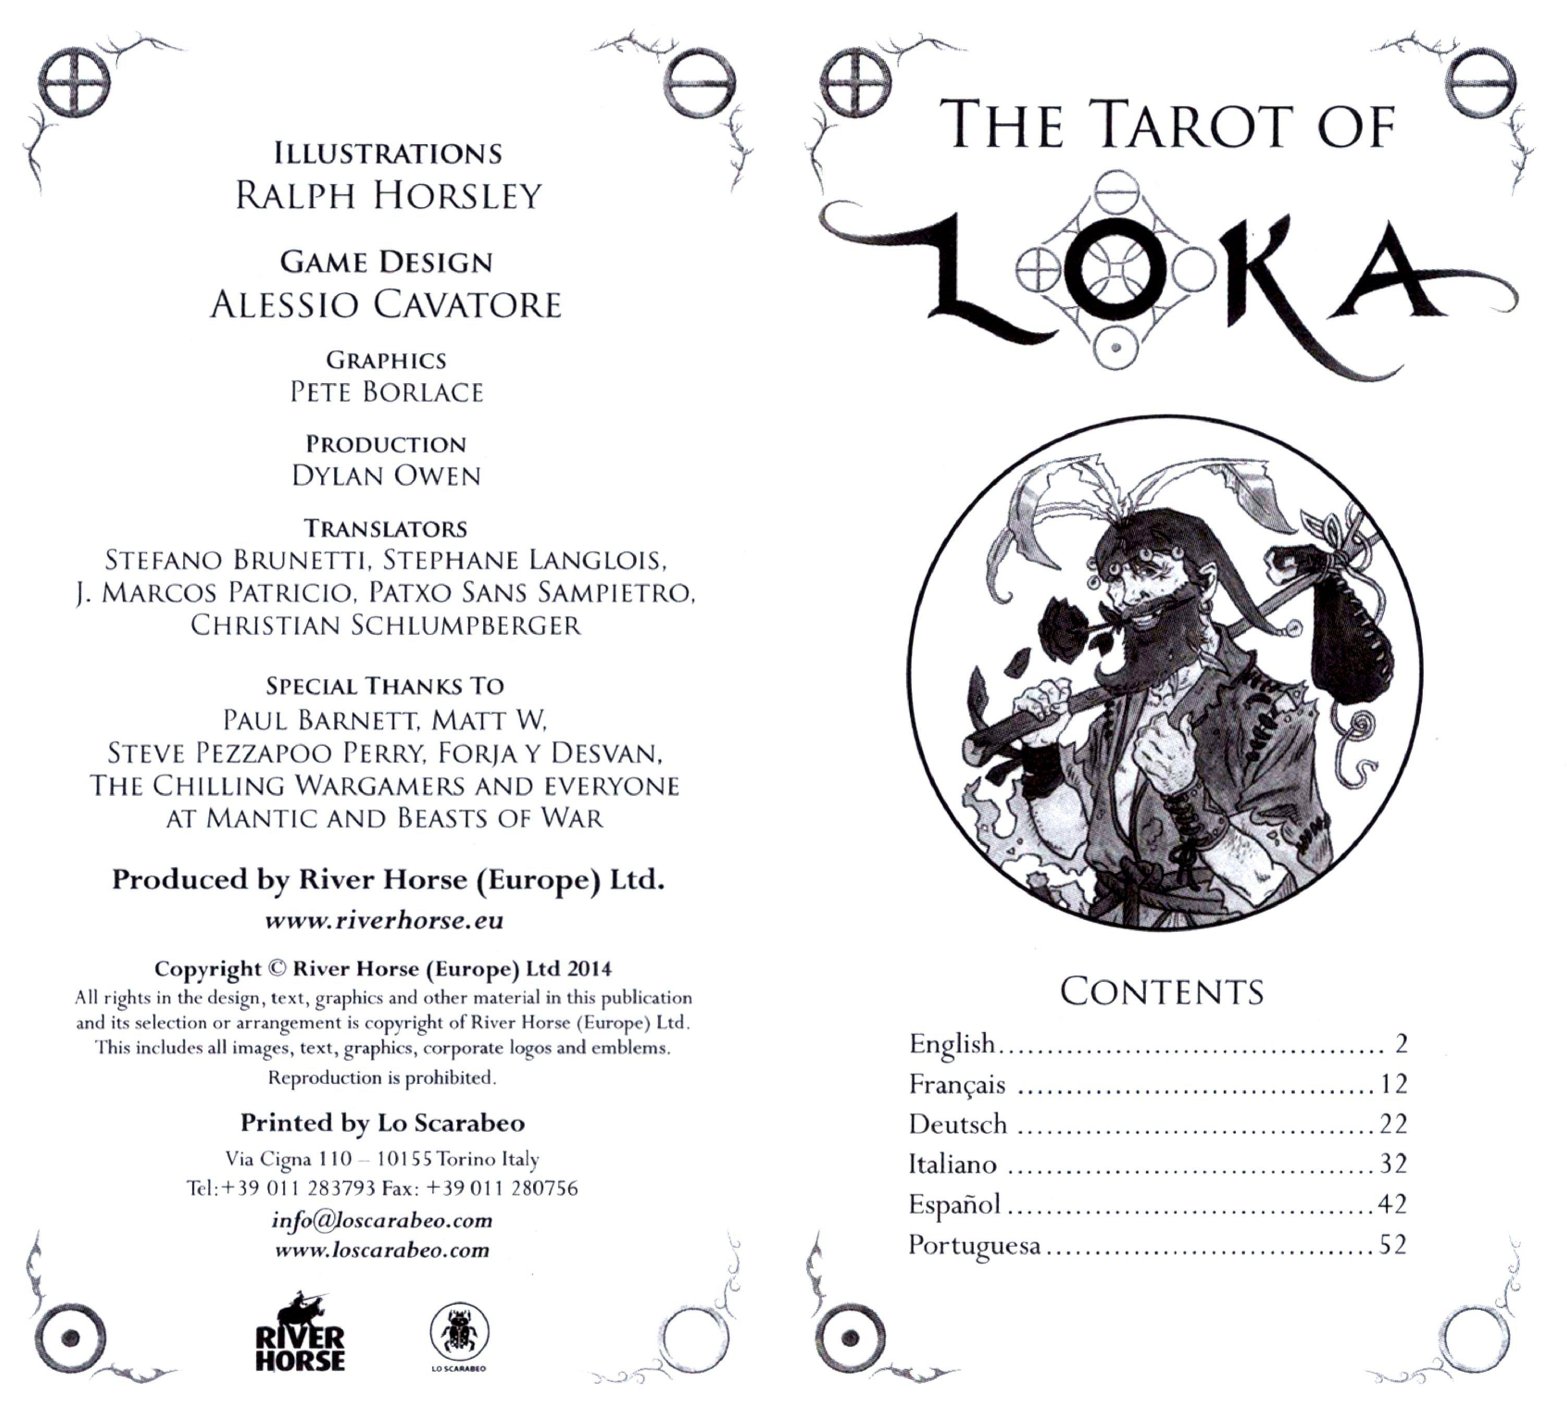 Illustrations
Ralph Horsley
Game Design
Alessio Cavatore
Graphics
Pete Borlace
Production
Dylan Owen
Translators
Stefano Brunetti, Stephane Langlois,
J. Marcos Patricio, Patxo Sans Sampietro,
Christian Schlumpberger
Special Thanks To
Paul Barnett, Matt W,
Steve Pezzapoo Perry, Forja y Desvan,
The Chilling Wargamers and everyone
at Mantic and Beasts of War
Produced by River Horse (Europe) Ltd.
www.riverhorse.eu
Copyright © River Horse (Europe) Ltd 2014
All rights in the design, text, graphics and other material in this publication
and its selection or arrangement is copyright of River Horse (Europe) Ltd.
This includes all images, text, graphics, corporate logos and emblems.
Reproduction is prohibited.
Printed by Lo Scarabeo
Via Cigna 110 – 10155 Torino Italy
Tel:+39 011 283793 Fax: +39 011 280756
info@loscarabeo.com
www.loscarabeo.com
RIVER
HORSE
LO SCARABEO
The Tarot of
LOKA
Contents
English........................................ 2
Français ......................................12
Deutsch ......................................22
Italiano .......................................32
Español .......................................42
Portuguesa...................................52